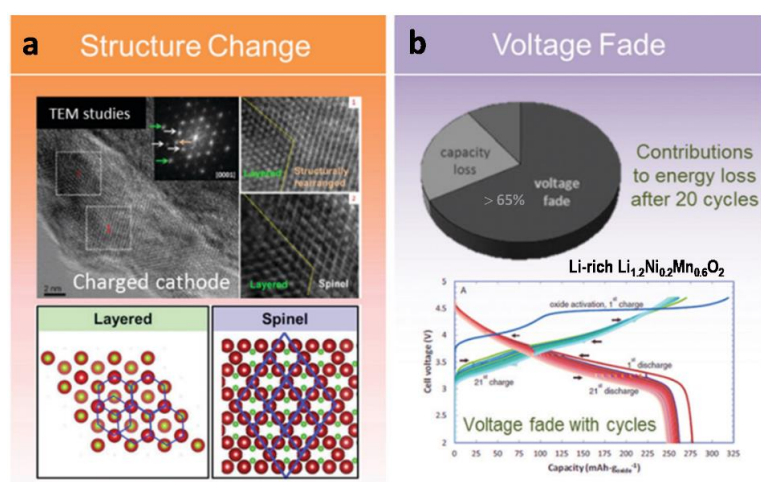 a
Structure Change
TEM studies
[0001]
1
Layered
Structurally
rearranged
2
Layered
Spinel
2 nm
Charged cathode
Layered
Spinel
b
Voltage Fade
capacity
loss
voltage
fade
> 65%
Contributions
to energy loss
after 20 cycles
Li-rich Li₁.₂Ni₀.₂Mn₀.₆O₂
A
oxide activation, 1st charge
1st discharge
21st charge
21st discharge
Voltage fade with cycles
Cell voltage (V)
5
4.5
4
3.5
3
2.5
2
0
25
50
75
100
125
150
175
200
225
250
275
300
325
Capacity (mAh-g_oxide⁻¹)